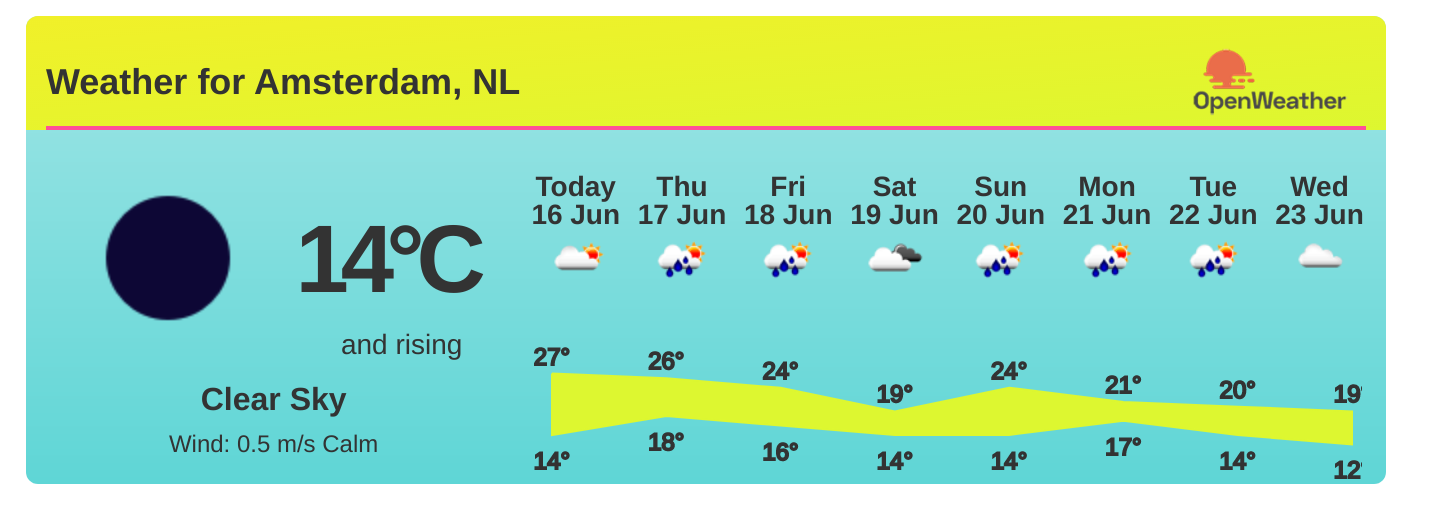 Weather for Amsterdam, NL
OpenWeather
Today Thu Fri Sat Sun Mon Tue Wed
16 Jun 17 Jun 18 Jun 19 Jun 20 Jun 21 Jun 22 Jun 23 Jun
14°C
and rising
Clear Sky
Wind: 0.5 m/s Calm
27° 26° 24° 19° 24° 21° 20° 19°
14° 18° 16° 14° 14° 17° 14° 12°